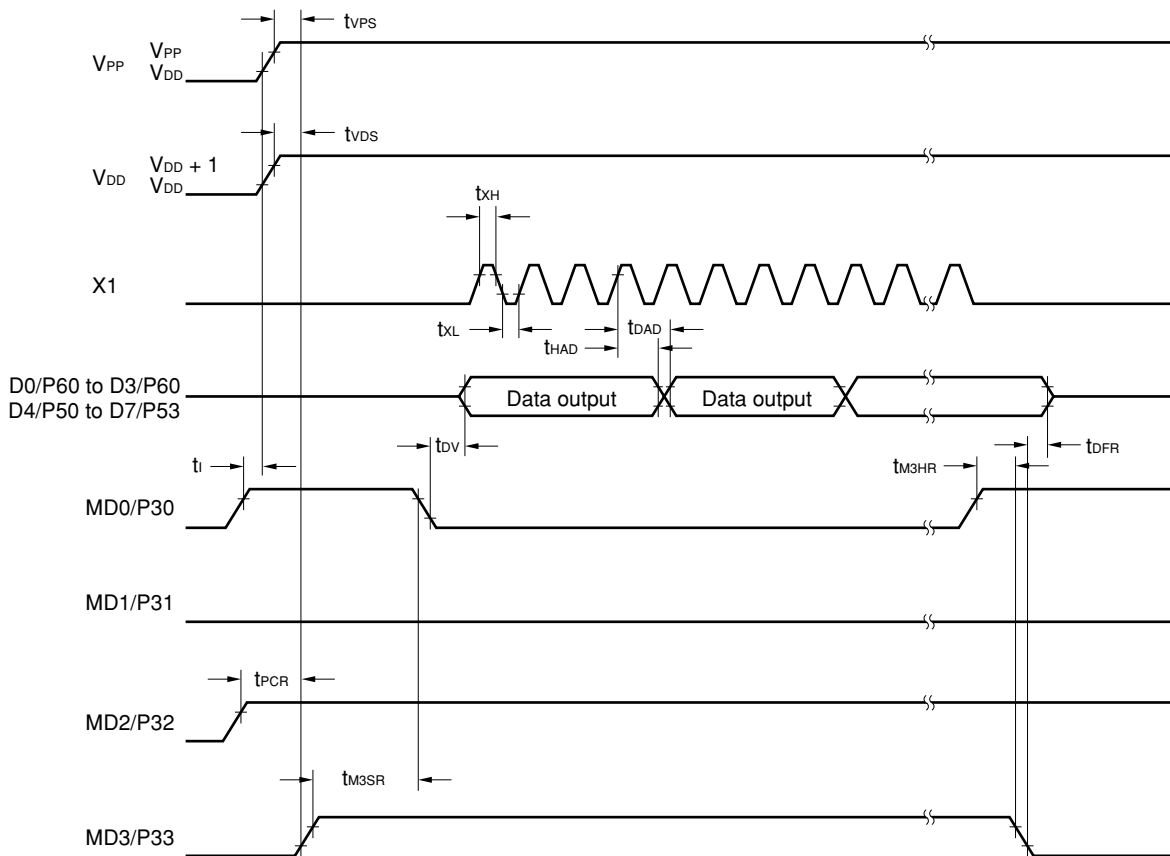 tVPS
VPP
VPP
VDD
tVDS
VDD + 1
VDD
VDD
tXH
X1
tXL
tDAD
tHAD
D0/P60 to D3/P60
D4/P50 to D7/P53
Data output
Data output
tDV
tDFR
tI
tM3HR
MD0/P30
MD1/P31
tPCR
MD2/P32
tM3SR
MD3/P33